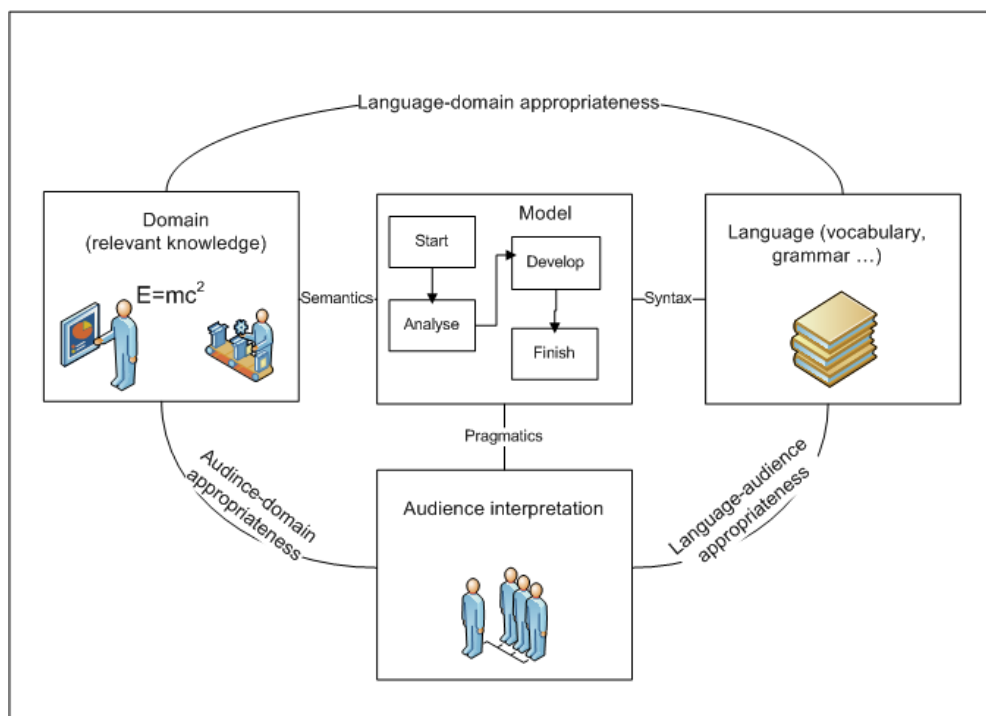 Language-domain appropriateness
Domain
(relevant knowledge)
E=mc²
Semantics
Model
Start
Analyse
Develop
Finish
Syntax
Language (vocabulary,
grammar ...)
Pragmatics
Audince-domain
appropriateness
Audience interpretation
Language-audience
appropriateness